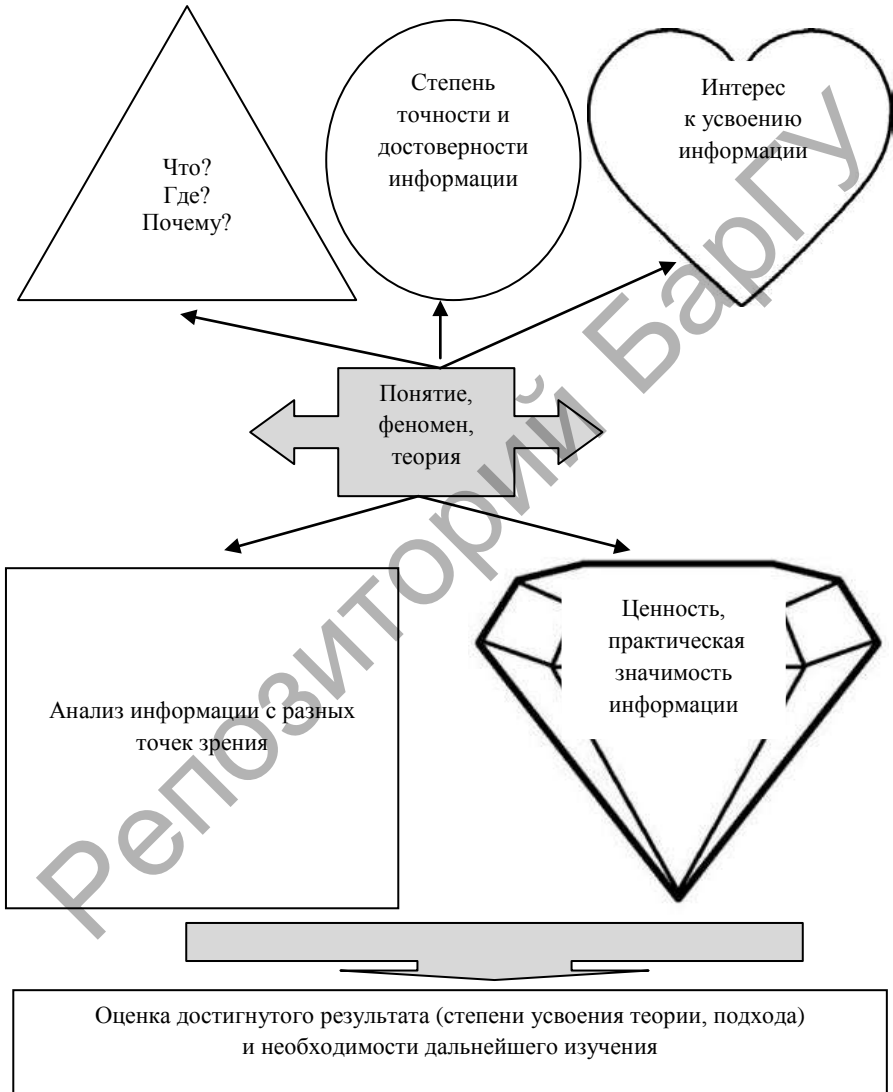 Что?
Где?
Почему?
Степень
точности и
достоверности
информации
Интерес
к усвоению
информации
Понятие,
феномен,
теория
Анализ информации с разных
точек зрения
Ценность,
практическая
значимость
информации
Оценка достигнутого результата (степени усвоения теории, подхода)
и необходимости дальнейшего изучения
Репозиторий БарГУ